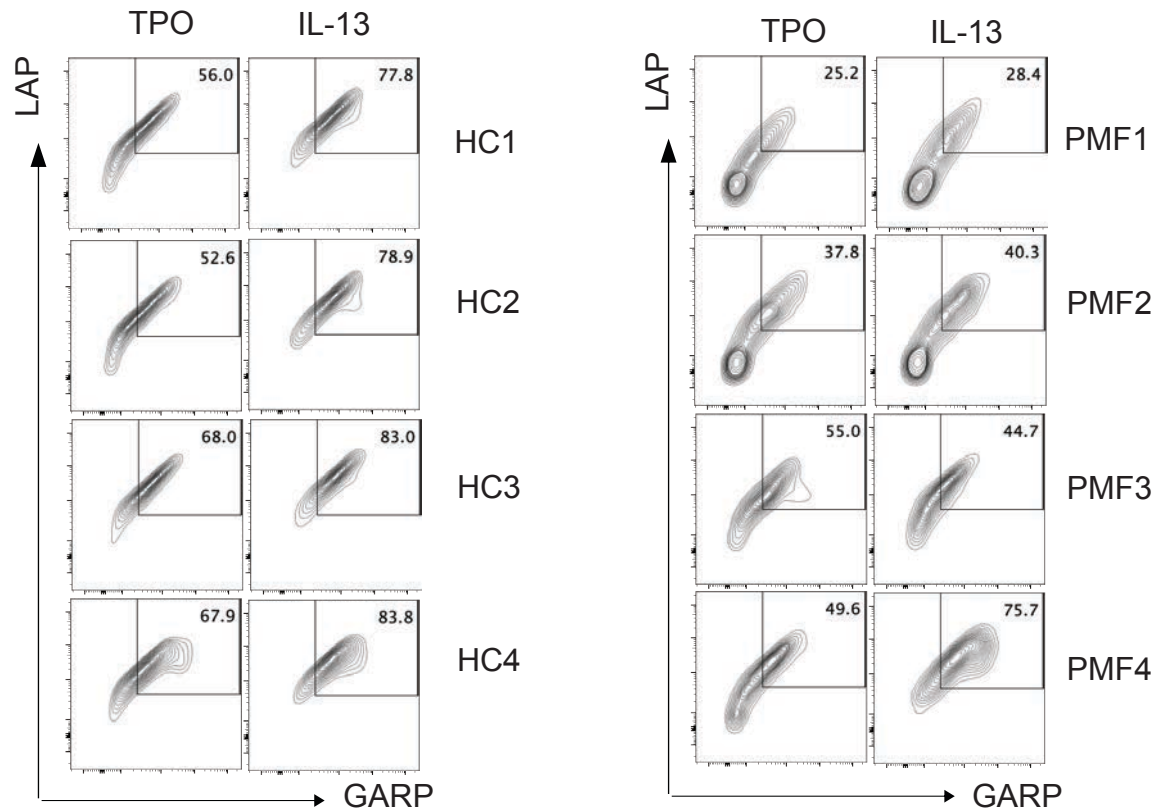 TPO IL-13
LAP
56.0 77.8
HC1
52.6 78.9
HC2
68.0 83.0
HC3
67.9 83.8
HC4
GARP
TPO IL-13
LAP
25.2 28.4
PMF1
37.8 40.3
PMF2
55.0 44.7
PMF3
49.6 75.7
PMF4
GARP